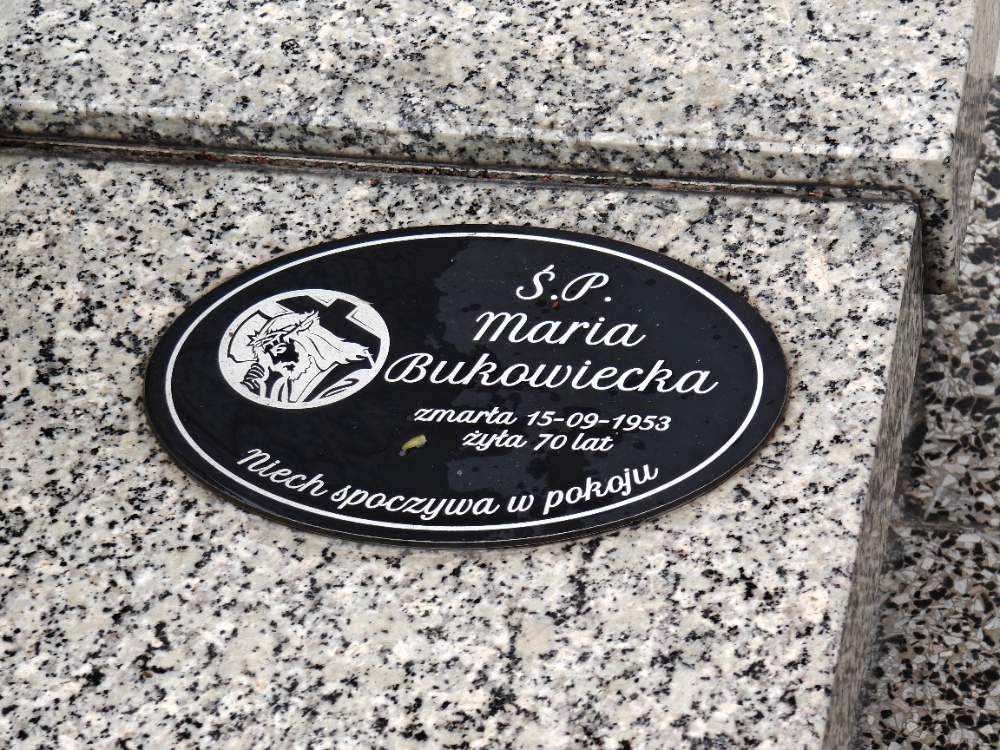 Ś.P.
Maria
Bukowiecka
zmarła 15-09-1953
żyła 70 lat
Niech spoczywa w pokoju